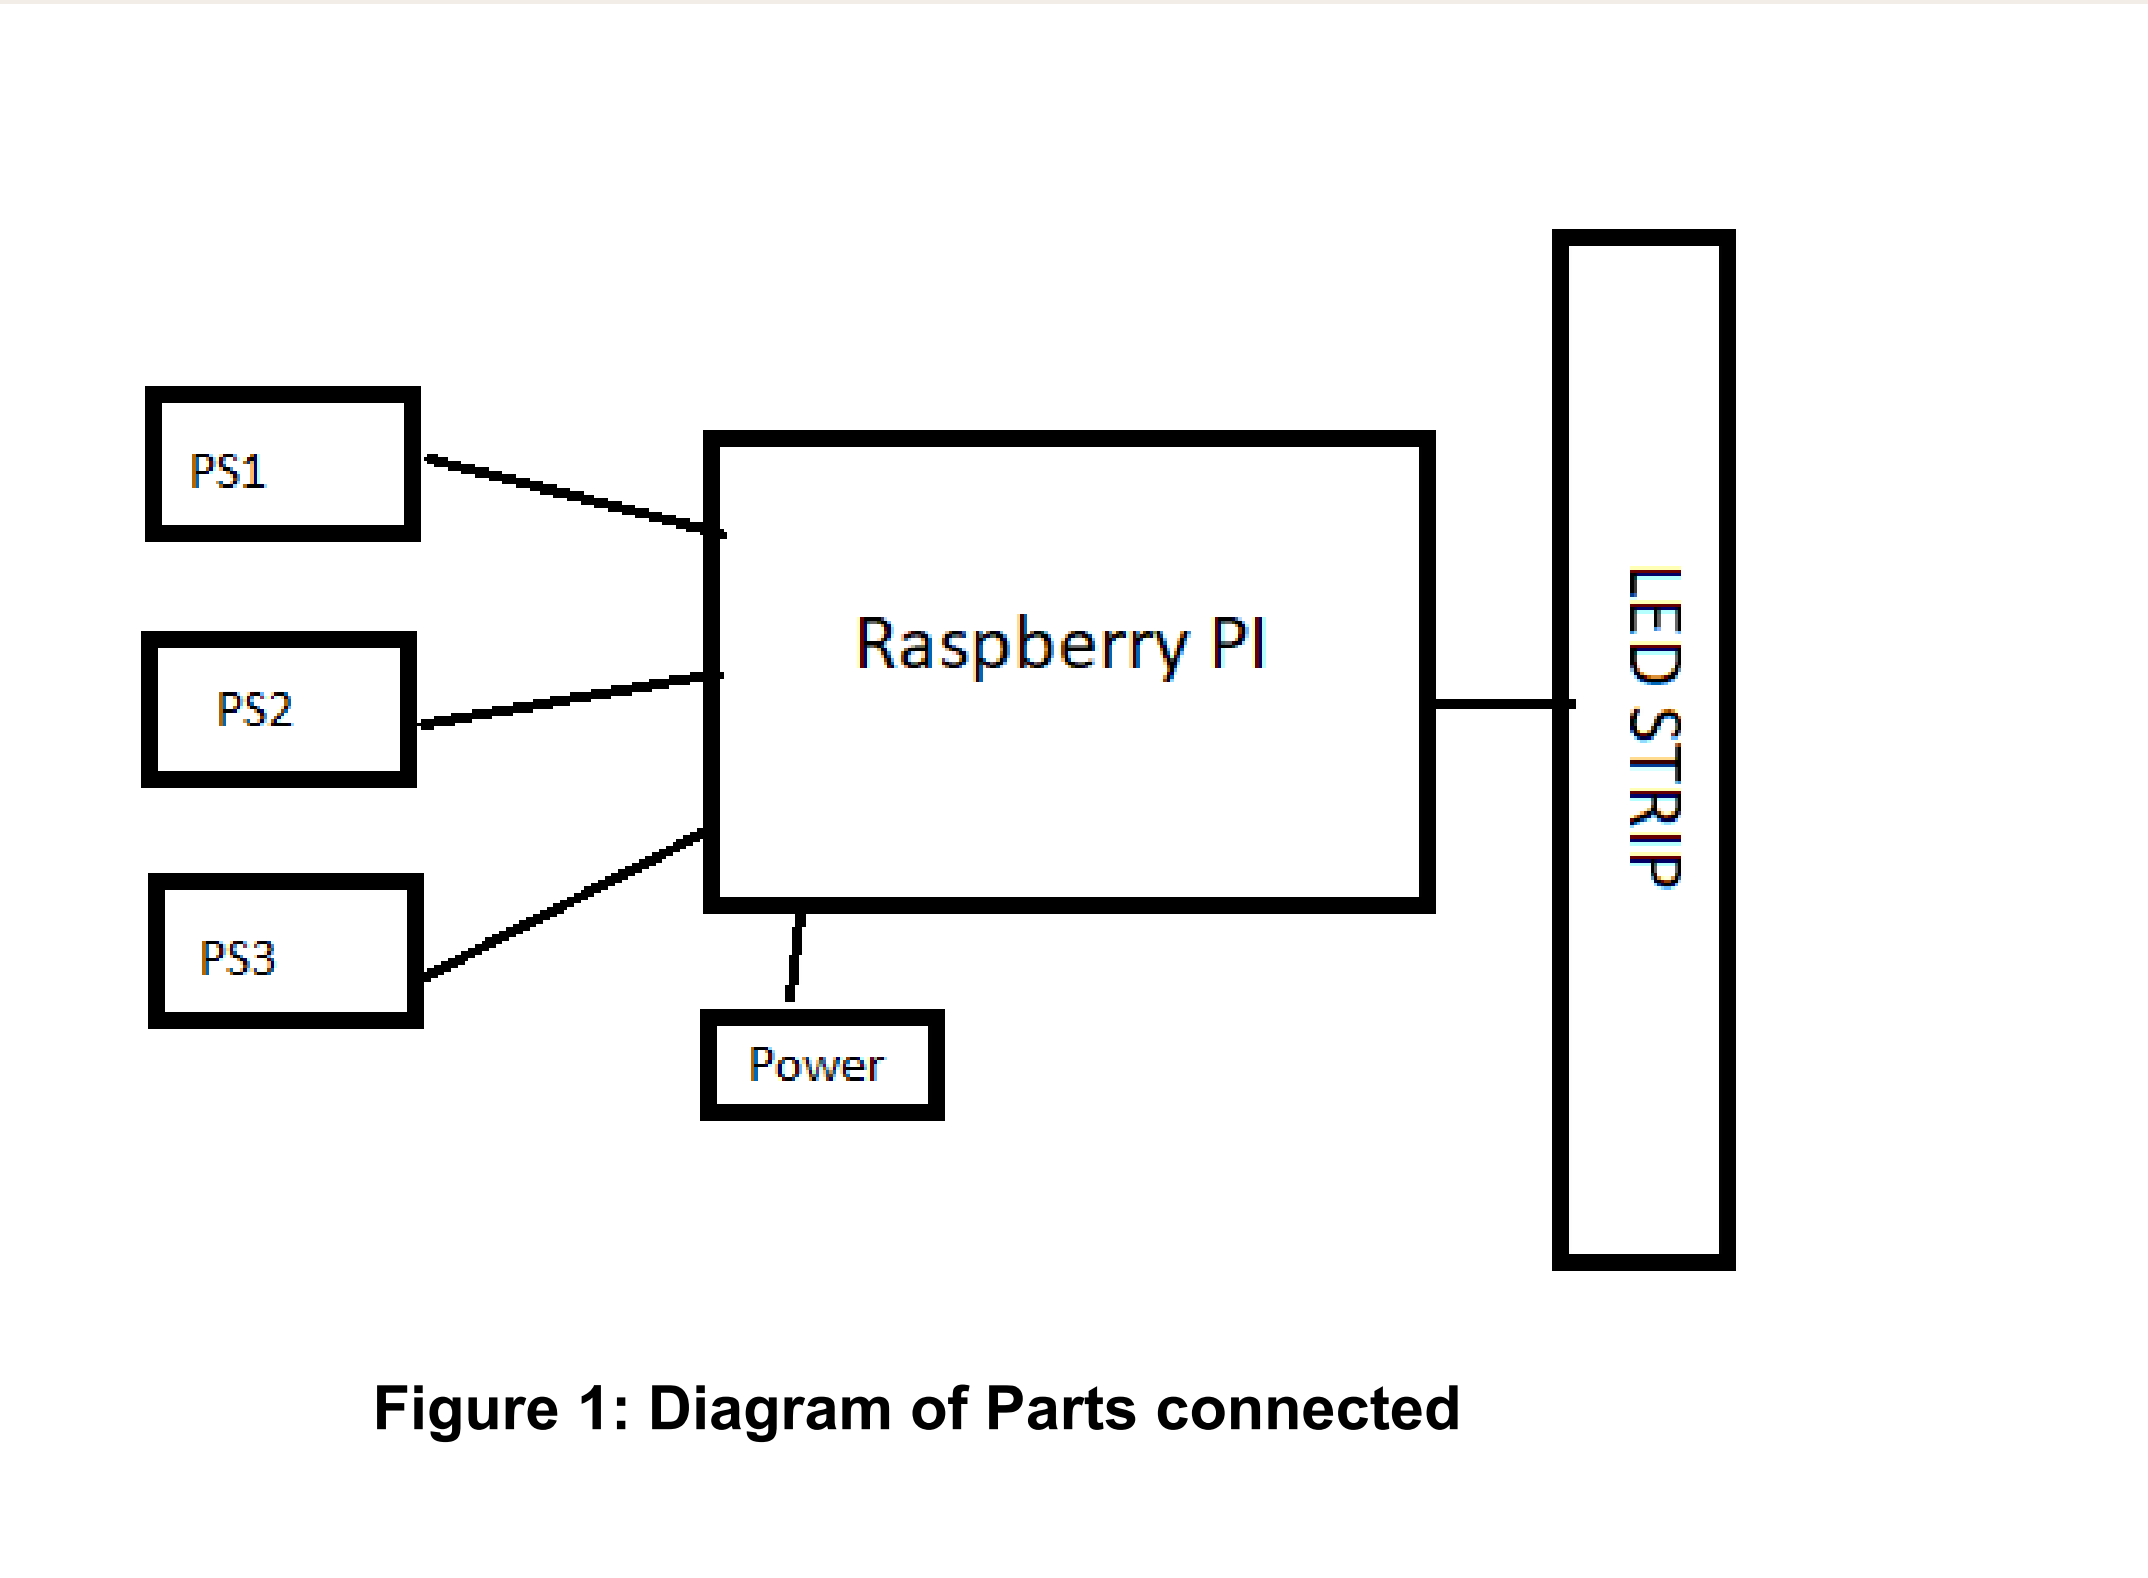 PS1
PS2
PS3
Raspberry PI
Power
LED STRIP
Figure 1: Diagram of Parts connected